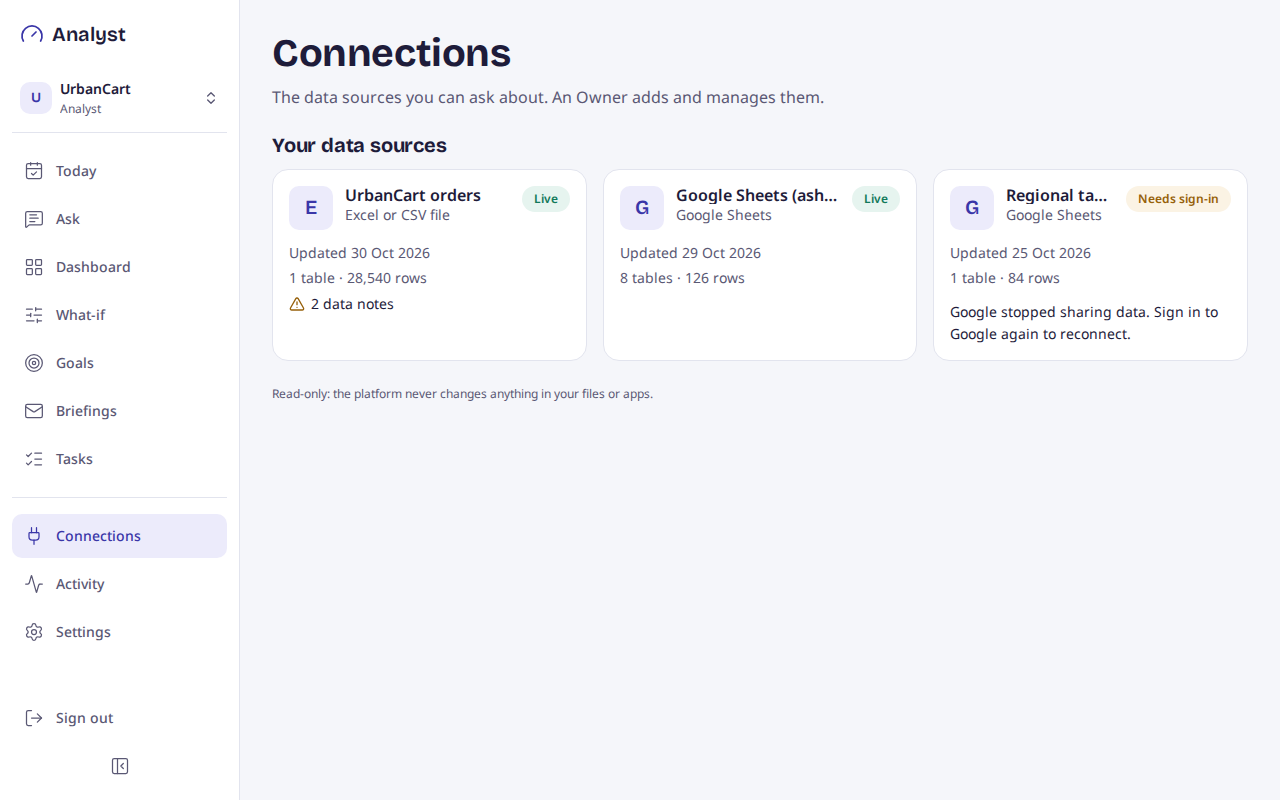 Analyst
U
UrbanCart
Analyst
Today
Ask
Dashboard
What-if
Goals
Briefings
Tasks
Connections
Activity
Settings
Sign out
Connections
The data sources you can ask about. An Owner adds and manages them.
Your data sources
E
UrbanCart orders
Excel or CSV file
Live
Updated 30 Oct 2026
1 table · 28,540 rows
2 data notes
G
Google Sheets (ash...
Google Sheets
Live
Updated 29 Oct 2026
8 tables · 126 rows
G
Regional ta...
Google Sheets
Needs sign-in
Updated 25 Oct 2026
1 table · 84 rows
Google stopped sharing data. Sign in to
Google again to reconnect.
Read-only: the platform never changes anything in your files or apps.